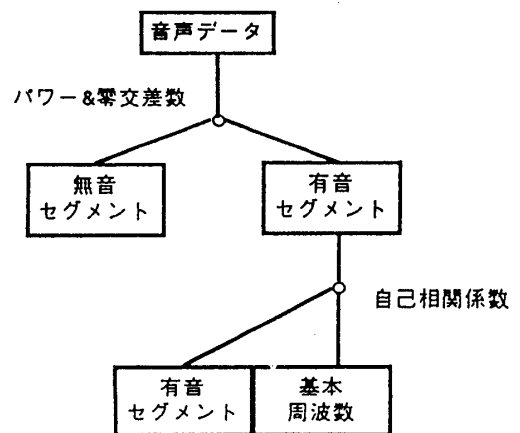 音声データ
パワー&零交差数
無音
セグメント
有音
セグメント
自己相関係数
有音
セグメント
基本
周波数